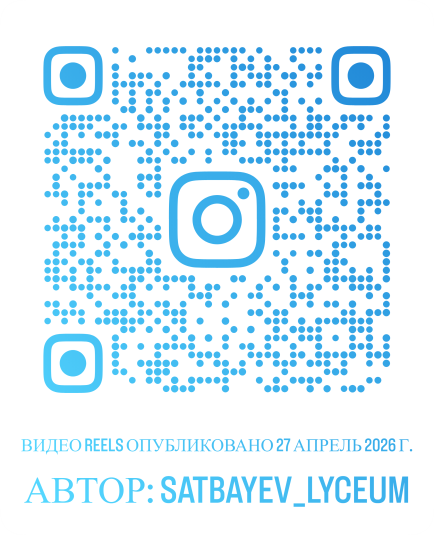 ВИДЕО REELS ОПУБЛИКОВАНО 27 АПРЕЛЬ 2026 Г.
АВТОР: SATBAYEV_LYCEUM